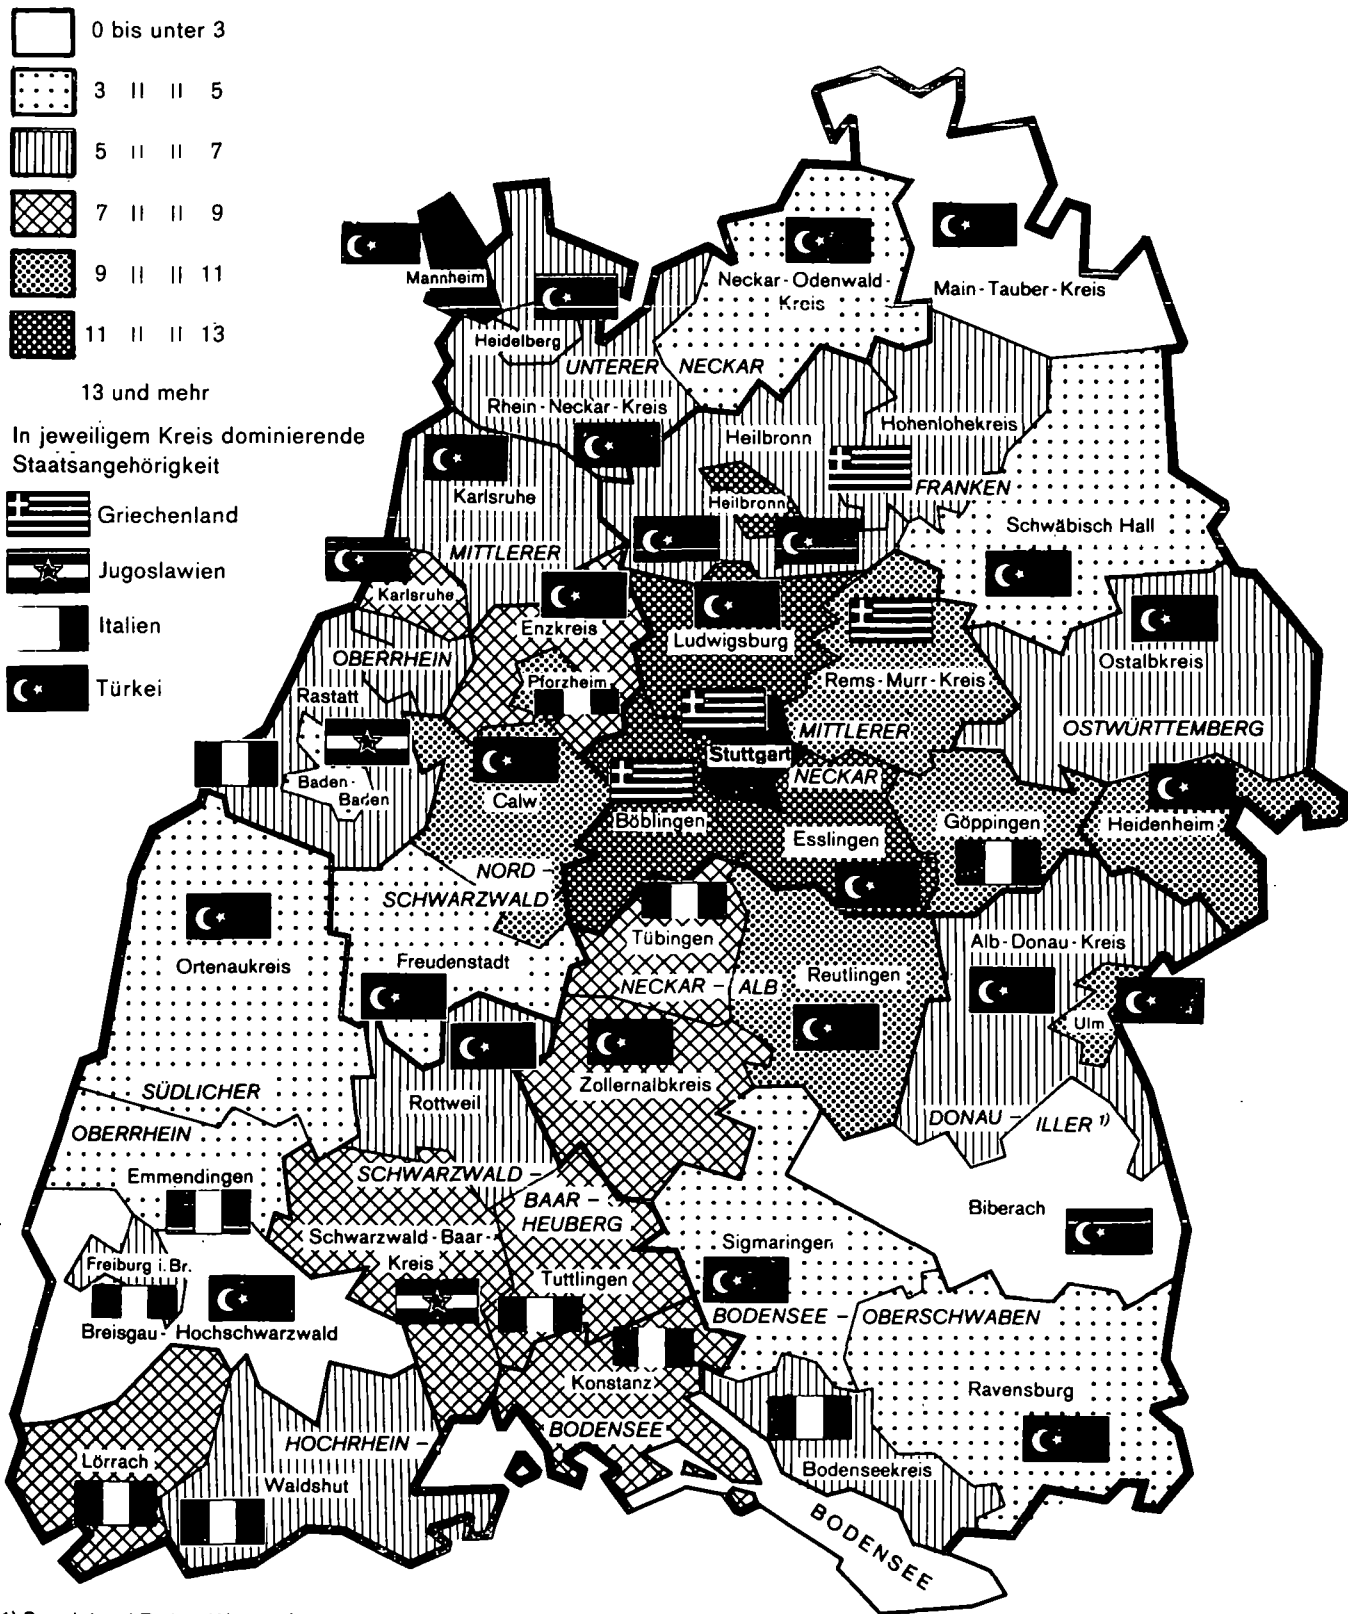 0 bis unter 3
3 " " 5
5 " " 7
7 " " 9
9 " " 11
11 " " 13
13 und mehr
In jeweiligem Kreis dominierende
Staatsangehörigkeit
Griechenland
Jugoslawien
Italien
Türkei
Mannheim
Neckar-Odenwald-
Kreis
Main-Tauber-Kreis
Heidelberg
UNTERER NECKAR
Rhein-Neckar-Kreis
Heilbronn
Hohenlohekreis
Karlsruhe
Heilbronn
FRANKEN
Schwäbisch Hall
MITTLERER
Karlsruhe
Enzkreis
Ludwigsburg
OBERRHEIN
Pforzheim
Rems-Murr-Kreis
Ostalbkreis
Rastatt
MITTLERER
OSTWÜRTTEMBERG
Stuttgart
NECKAR
Baden-
Baden
Calw
Böblingen
Esslingen
Göppingen
Heidenheim
NORD-
SCHWARZWALD
Tübingen
Alb-Donau-Kreis
Ortenaukreis
Freudenstadt
Reutlingen
NECKAR – ALB
Ulm
Zollernalbkreis
SÜDLICHER
Rottweil
DONAU – ILLER 1)
OBERRHEIN
Emmendingen
SCHWARZWALD –
BAAR –
HEUBERG
Biberach
Schwarzwald-Baar-
Kreis
Sigmaringen
Freiburg i. Br.
Tuttlingen
BODENSEE – OBERSCHWABEN
Breisgau-Hochschwarzwald
Konstanz
Ravensburg
HOCHRHEIN –
BODENSEE
Lörrach
Waldshut
Bodenseekreis
BODENSEE